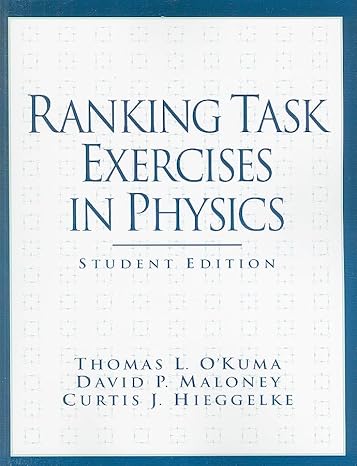 RANKING TASK
EXERCISES
IN PHYSICS
STUDENT EDITION
THOMAS L. O'KUMA
DAVID P. MALONEY
CURTIS J. HIEGGELKE